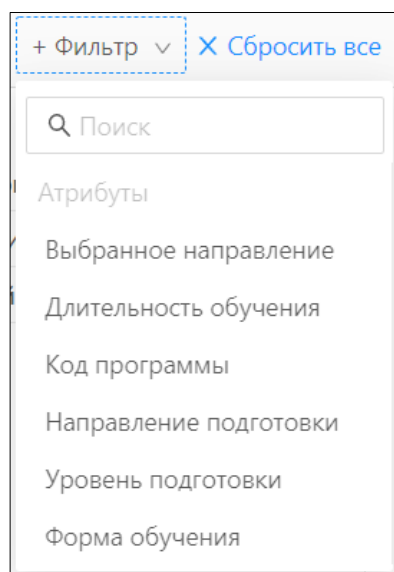 + Фильтр
Сбросить все
Поиск
Атрибуты
Выбранное направление
Длительность обучения
Код программы
Направление подготовки
Уровень подготовки
Форма обучения